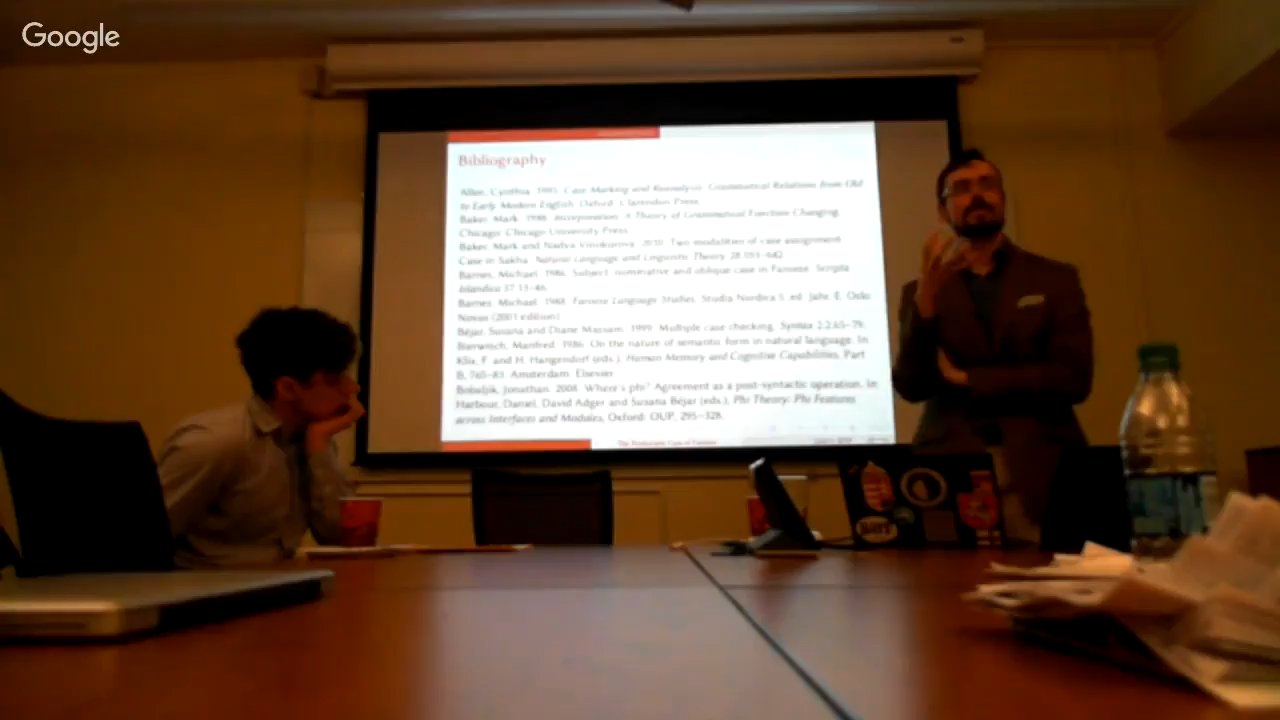 Google
Bibliography
Allen, Cynthia. 1995. Case Marking and Reanalysis: Grammatical Relations from Old
to Early Modern English. Oxford: Clarendon Press.
Baker, Mark. 1988. Incorporation: A Theory of Grammatical Function Changing.
Chicago: Chicago University Press.
Baker, Mark and Nadya Vinokurova. 2010. Two modalities of case assignment:
Case in Sakha. Natural Language and Linguistic Theory 28:593–642.
Barnes, Michael. 1986. Subject, nominative and oblique case in Faroese. Scripta
Islandica 37:13–46.
Barnes, Michael. 1988. Faroese Language Studies. Studia Nordica 5, ed. Jahr, E. Oslo:
Novus (2001 edition).
Béjar, Susana and Diane Massam. 1999. Multiple case checking. Syntax 2.2:65–79.
Bierwisch, Manfred. 1986. On the nature of semantic form in natural language. In
Klix, F. and H. Hangendorf (eds.), Human Memory and Cognitive Capabilities, Part
B, 765–83. Amsterdam: Elsevier.
Bobaljik, Jonathan. 2008. Where's phi? Agreement as a post-syntactic operation. In
Harbour, Daniel, David Adger and Susana Béjar (eds.), Phi Theory: Phi Features
across Interfaces and Modules, Oxford: OUP, 295–328.